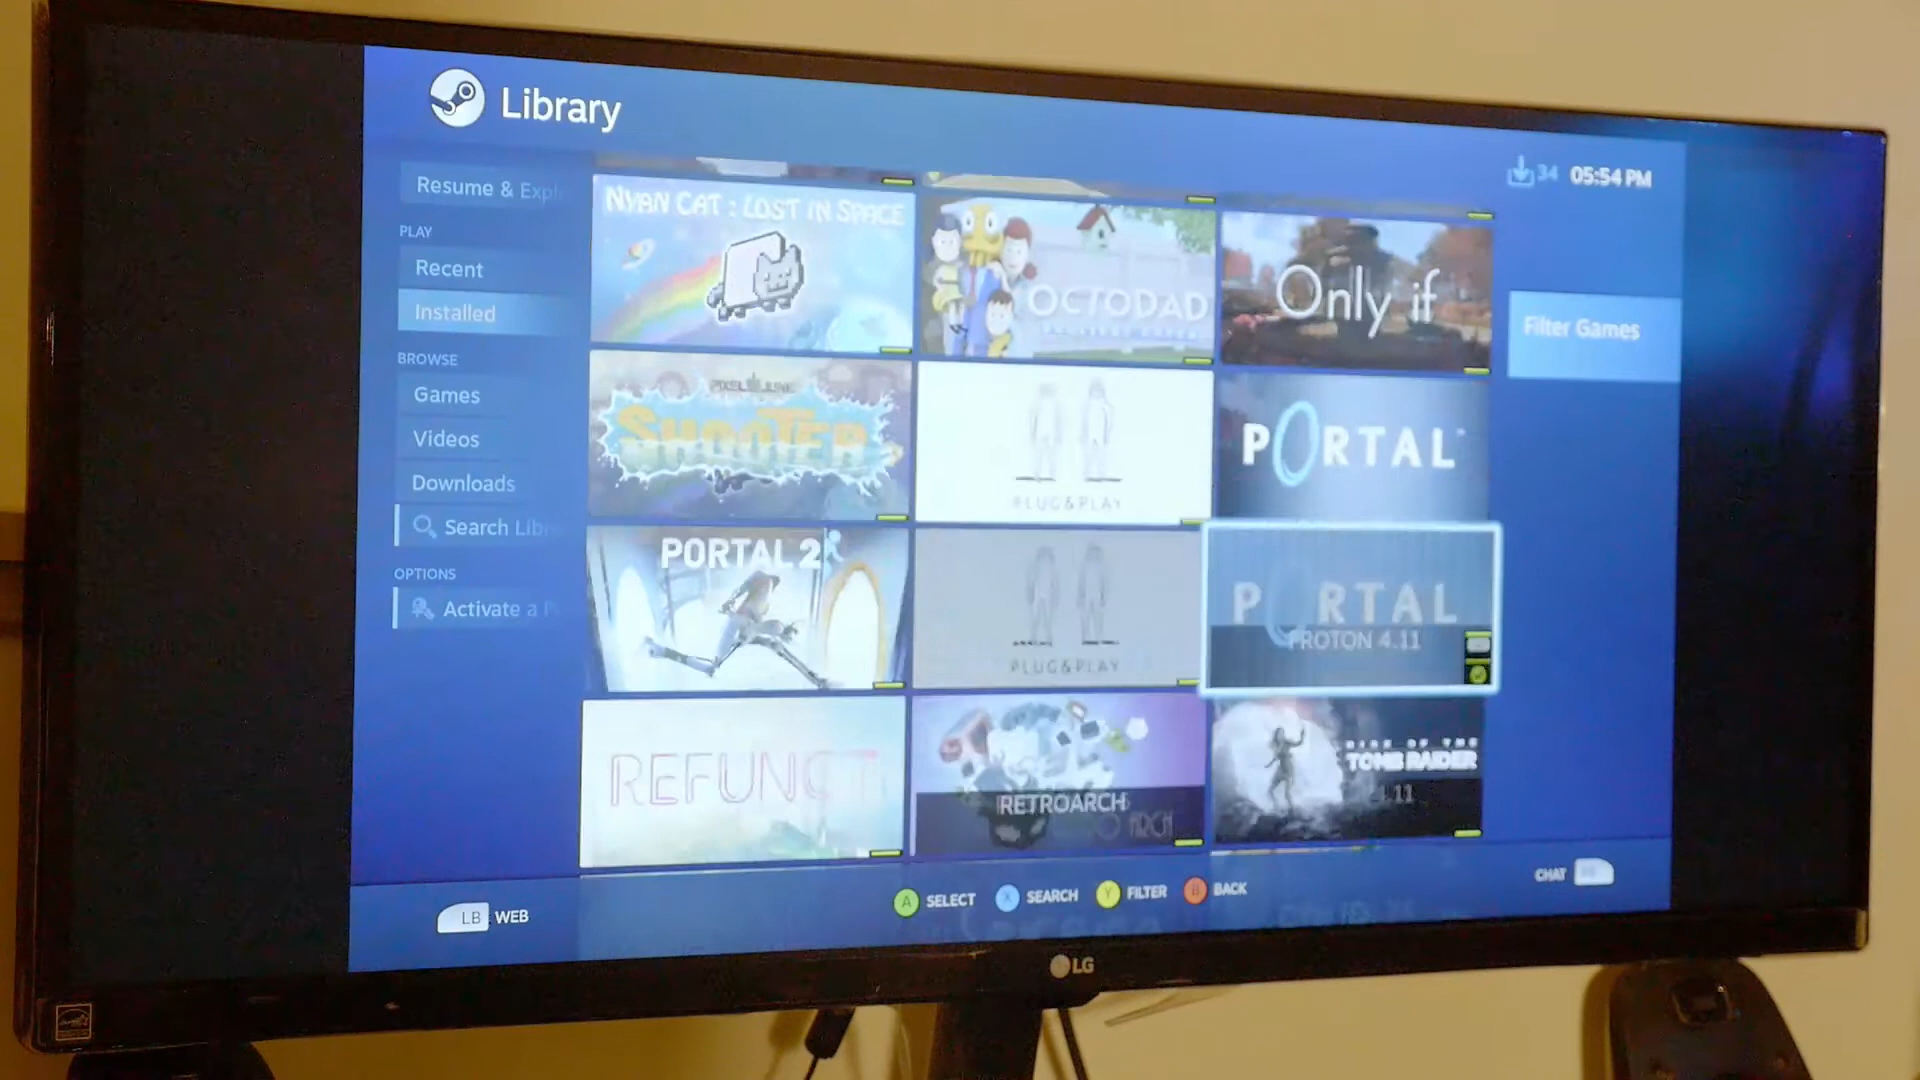 Library
34 05:54 PM
Resume & Expl
PLAY
Recent
Installed
BROWSE
Games
Videos
Downloads
Search Lib
OPTIONS
Activate a P
NYAN CAT : LOST IN SPACE
OCTODAD
Only if
Filter Games
PIXELJUNK
SHOOTER
PLUG&PLAY
PORTAL
PORTAL 2
PLUG&PLAY
PORTAL
PROTON 4.11
REFUNCT
RETROARCH
RISE OF THE
TOMB RAIDER
4.11
LB WEB
A SELECT X SEARCH Y FILTER B BACK
CHAT
LG